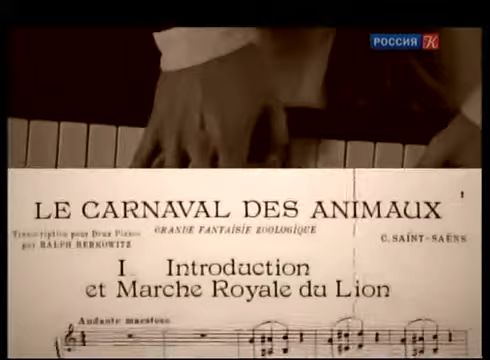 РОССИЯ К
1
LE CARNAVAL DES ANIMAUX
GRANDE FANTAISIE ZOOLOGIQUE
Transcription pour Deux Pianos
par RALPH BERKOWITZ
C. SAINT-SAËNS
I. Introduction
et Marche Royale du Lion
Andante maestoso